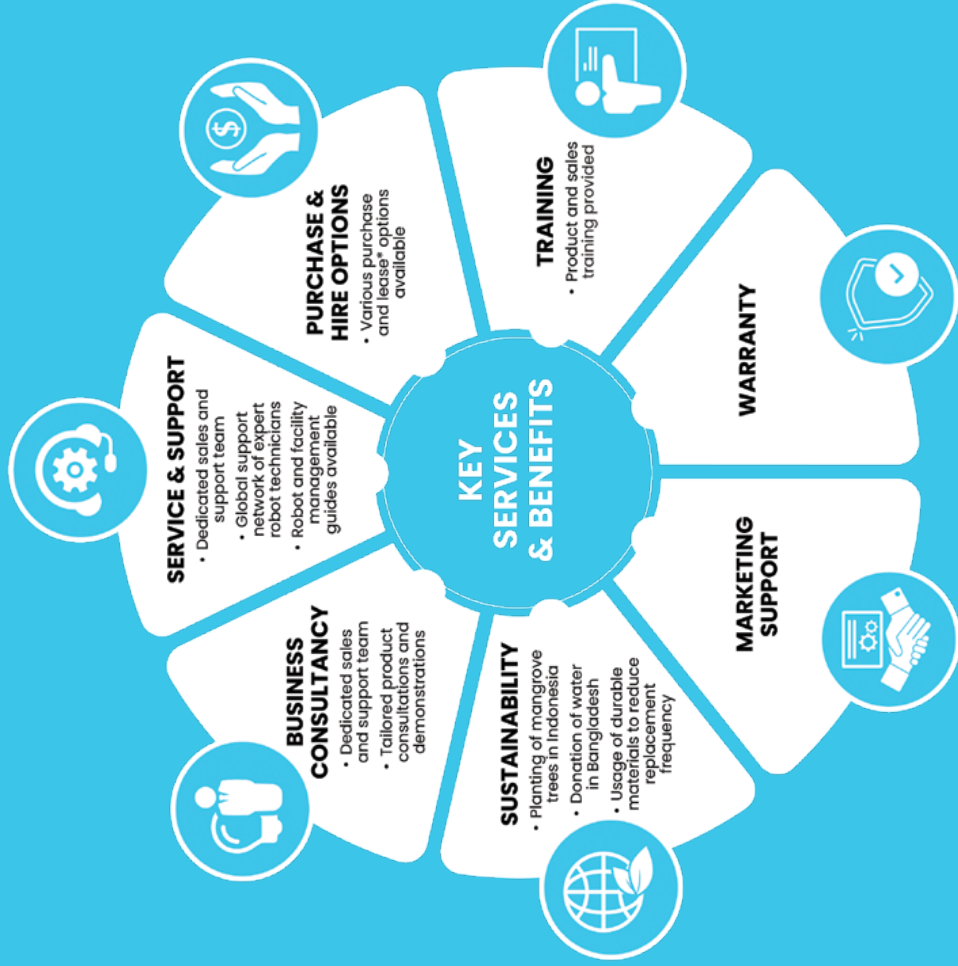 KEY
SERVICES
& BENEFITS
SERVICE & SUPPORT
• Dedicated sales and
support team
• Global support
network of expert
robot technicians
• Robot and facility
management
guides available
PURCHASE &
HIRE OPTIONS
• Various purchase
and lease* options
available
$
TRAINING
• Product and sales
training provided
WARRANTY
MARKETING
SUPPORT
SUSTAINABILITY
• Planting of mangrove
trees in Indonesia
• Donation of water
in Bangladesh
• Usage of durable
materials to reduce
replacement
frequency
BUSINESS
CONSULTANCY
• Dedicated sales
and support team
• Tailored product
consultations and
demonstrations